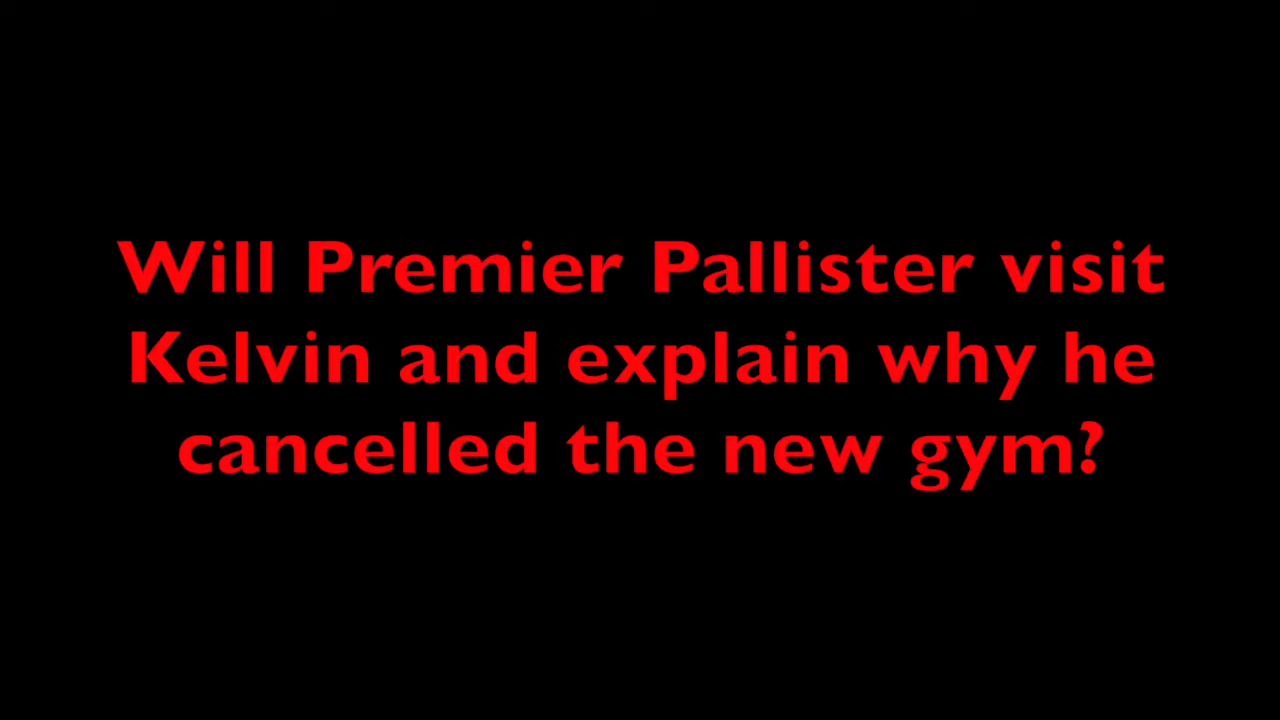 Will Premier Pallister visit
Kelvin and explain why he
cancelled the new gym?